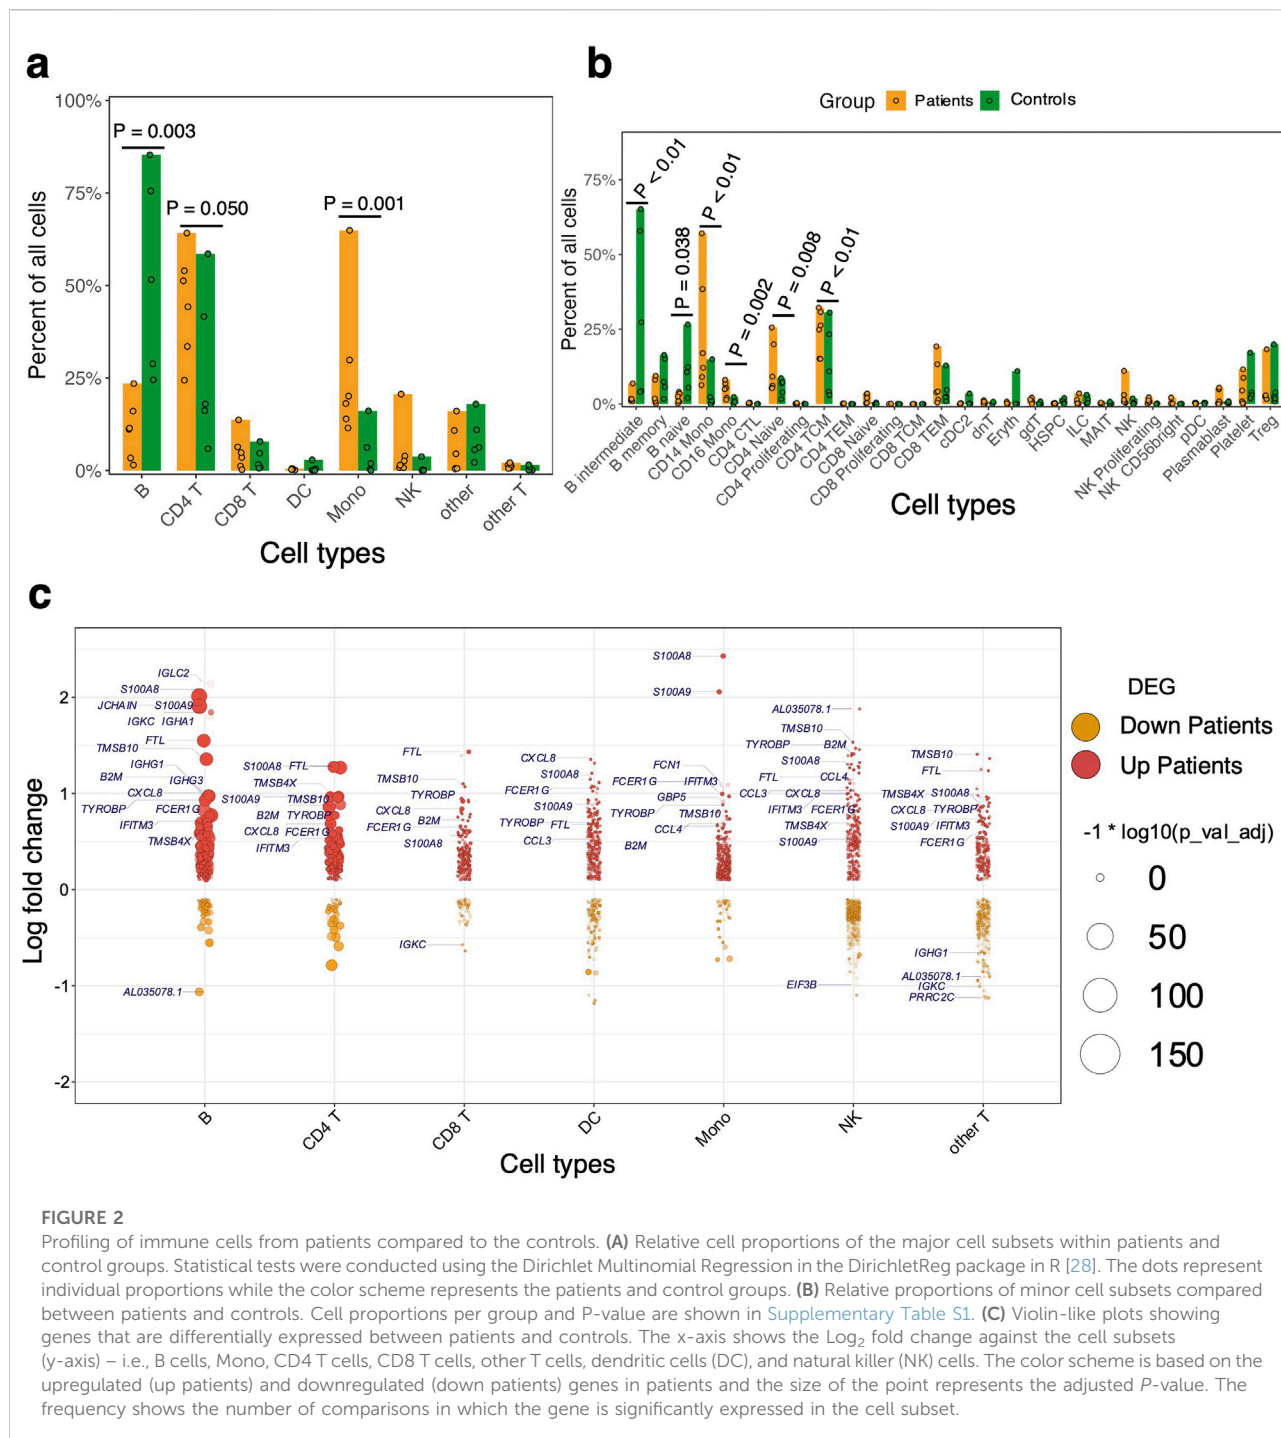 a
100%
75%
50%
25%
0%
Percent of all cells
P = 0.003
P = 0.050
P = 0.001
B
CD4 T
CD8 T
DC
Mono
NK
other
other T
Cell types
b
Group Patients Controls
75%
50%
25%
0%
Percent of all cells
P < 0.01
P = 0.038
P < 0.01
P = 0.002
P = 0.008
P < 0.01
B intermediate
B memory
B naive
CD14 Mono
CD16 Mono
CD4 CTL
CD4 Naive
CD4 Proliferating
CD4 TCM
CD4 TEM
CD8 Naive
CD8 Proliferating
CD8 TCM
CD8 TEM
cDC2
dnT
Eryth
gdT
HSPC
ILC
MAIT
NK
NK Proliferating
NK CD56bright
pDC
Plasmablast
Platelet
Treg
Cell types
c
2
1
0
-1
-2
Log fold change
IGLC2
S100A8
JCHAIN S100A9
IGKC IGHA1
FTL
TMSB10
IGHG1
B2M
IGHG3
CXCL8
TYROBP
FCER1G
IFITM3
TMSB4X
AL035078.1
S100A8 FTL
TMSB4X
S100A9 TMSB10
B2M TYROBP
CXCL8 FCER1G
IFITM3
FTL
TMSB10
TYROBP
CXCL8
B2M
FCER1G
S100A8
IGKC
CXCL8
S100A8
FCER1G
S100A9
TYROBP FTL
CCL3
S100A8
S100A9
FCN1
FCER1G IFITM3
GBP5
TYROBP
TMSB10
CCL4
B2M
AL035078.1
TMSB10
TYROBP B2M
S100A8
FTL CCL4
CCL3 CXCL8
IFITM3 FCER1G
TMSB4X
S100A9
EIF3B
TMSB10
FTL
TMSB4X S100A8
CXCL8 TYROBP
S100A9 IFITM3
FCER1G
IGHG1
AL035078.1
IGKC
PRRC2C
B
CD4 T
CD8 T
DC
Mono
NK
other T
Cell types
DEG
Down Patients
Up Patients
-1 * log10(p_val_adj)
0
50
100
150
FIGURE 2
Profiling of immune cells from patients compared to the controls. (A) Relative cell proportions of the major cell subsets within patients and
control groups. Statistical tests were conducted using the Dirichlet Multinomial Regression in the DirichletReg package in R [28]. The dots represent
individual proportions while the color scheme represents the patients and control groups. (B) Relative proportions of minor cell subsets compared
between patients and controls. Cell proportions per group and P-value are shown in Supplementary Table S1. (C) Violin-like plots showing
genes that are differentially expressed between patients and controls. The x-axis shows the Log2 fold change against the cell subsets
(y-axis) – i.e., B cells, Mono, CD4 T cells, CD8 T cells, other T cells, dendritic cells (DC), and natural killer (NK) cells. The color scheme is based on the
upregulated (up patients) and downregulated (down patients) genes in patients and the size of the point represents the adjusted P-value. The
frequency shows the number of comparisons in which the gene is significantly expressed in the cell subset.